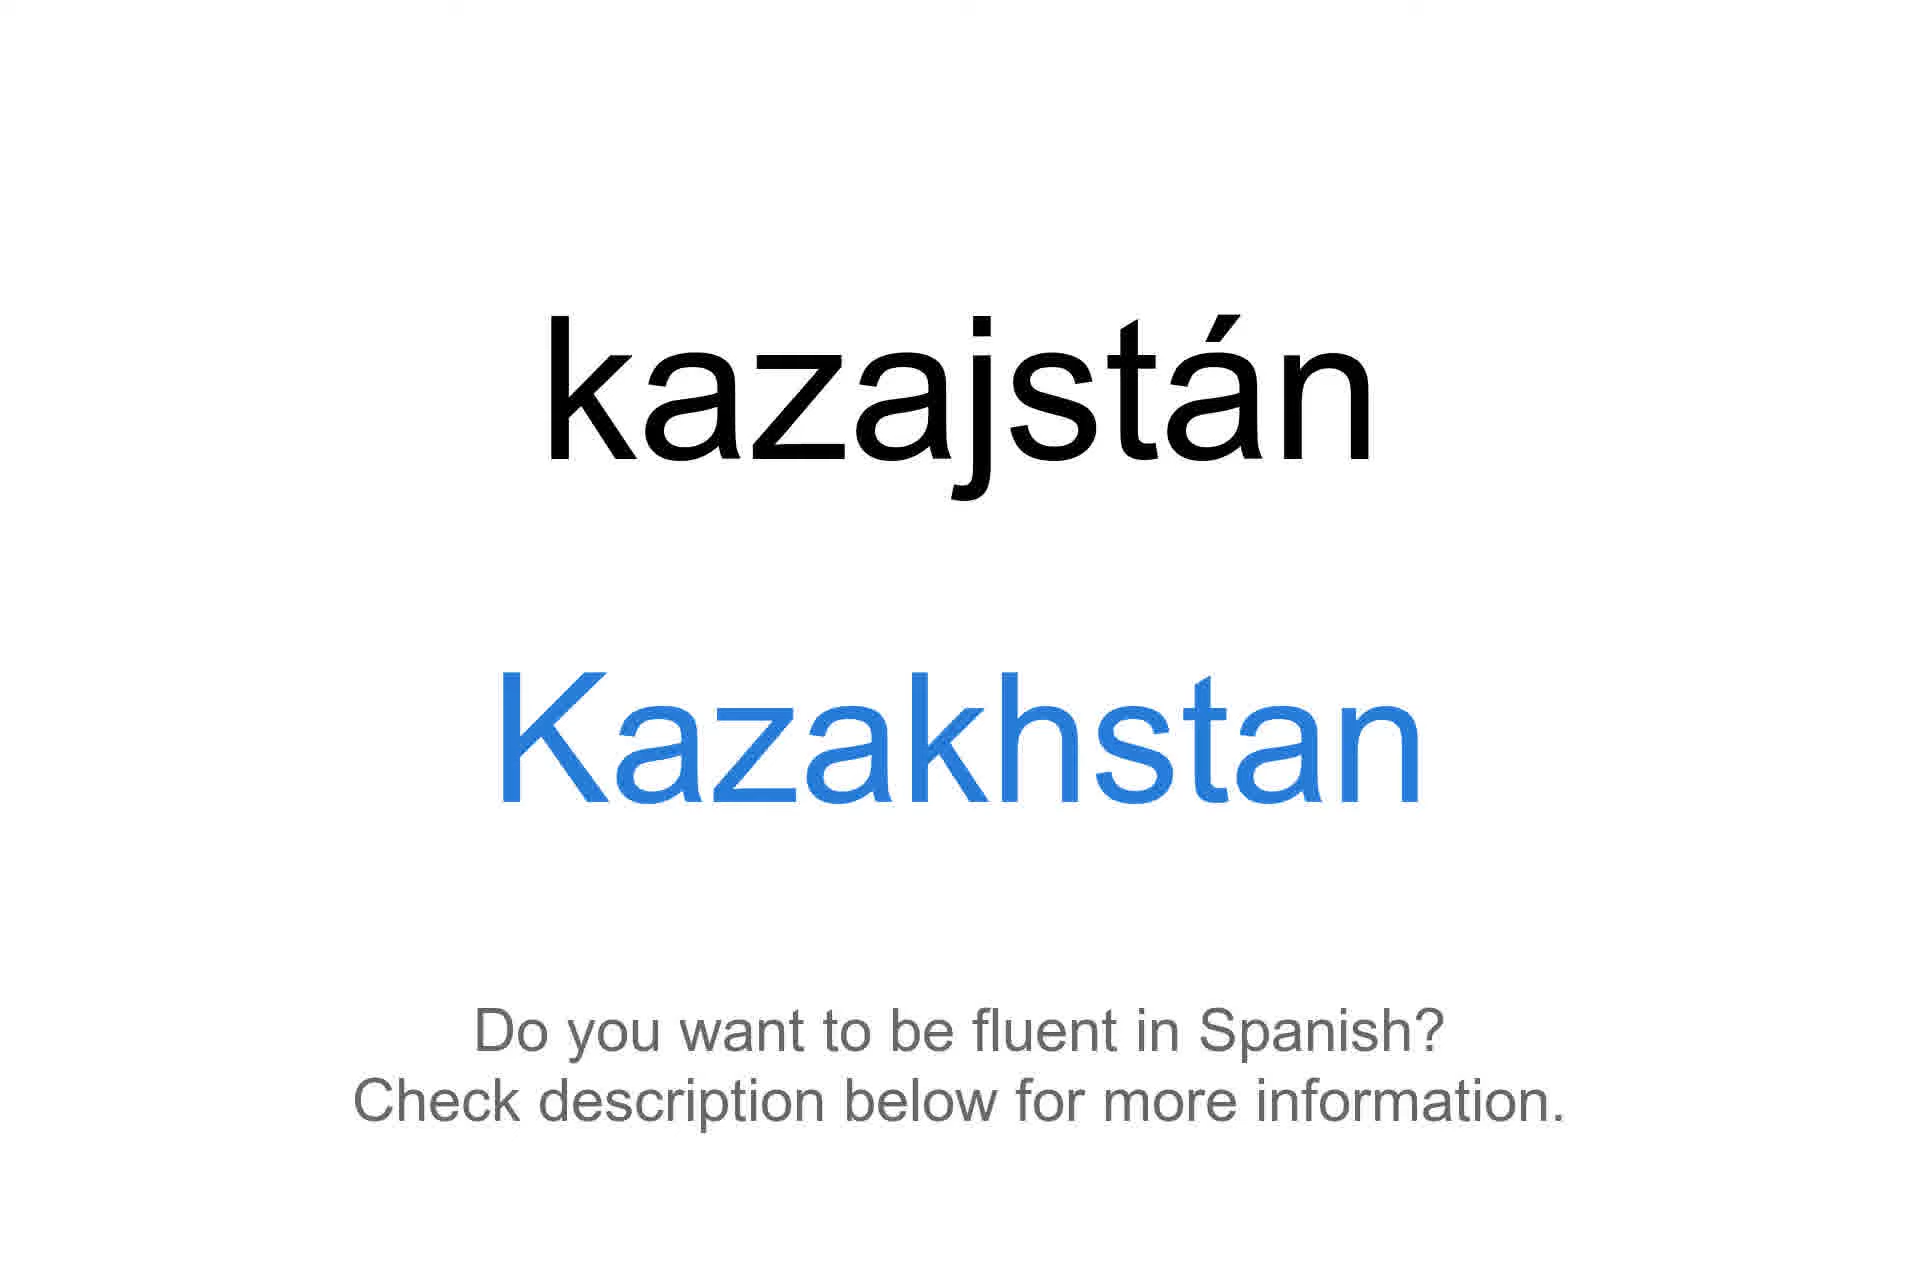 kazajstán
Kazakhstan
Do you want to be fluent in Spanish?
Check description below for more information.